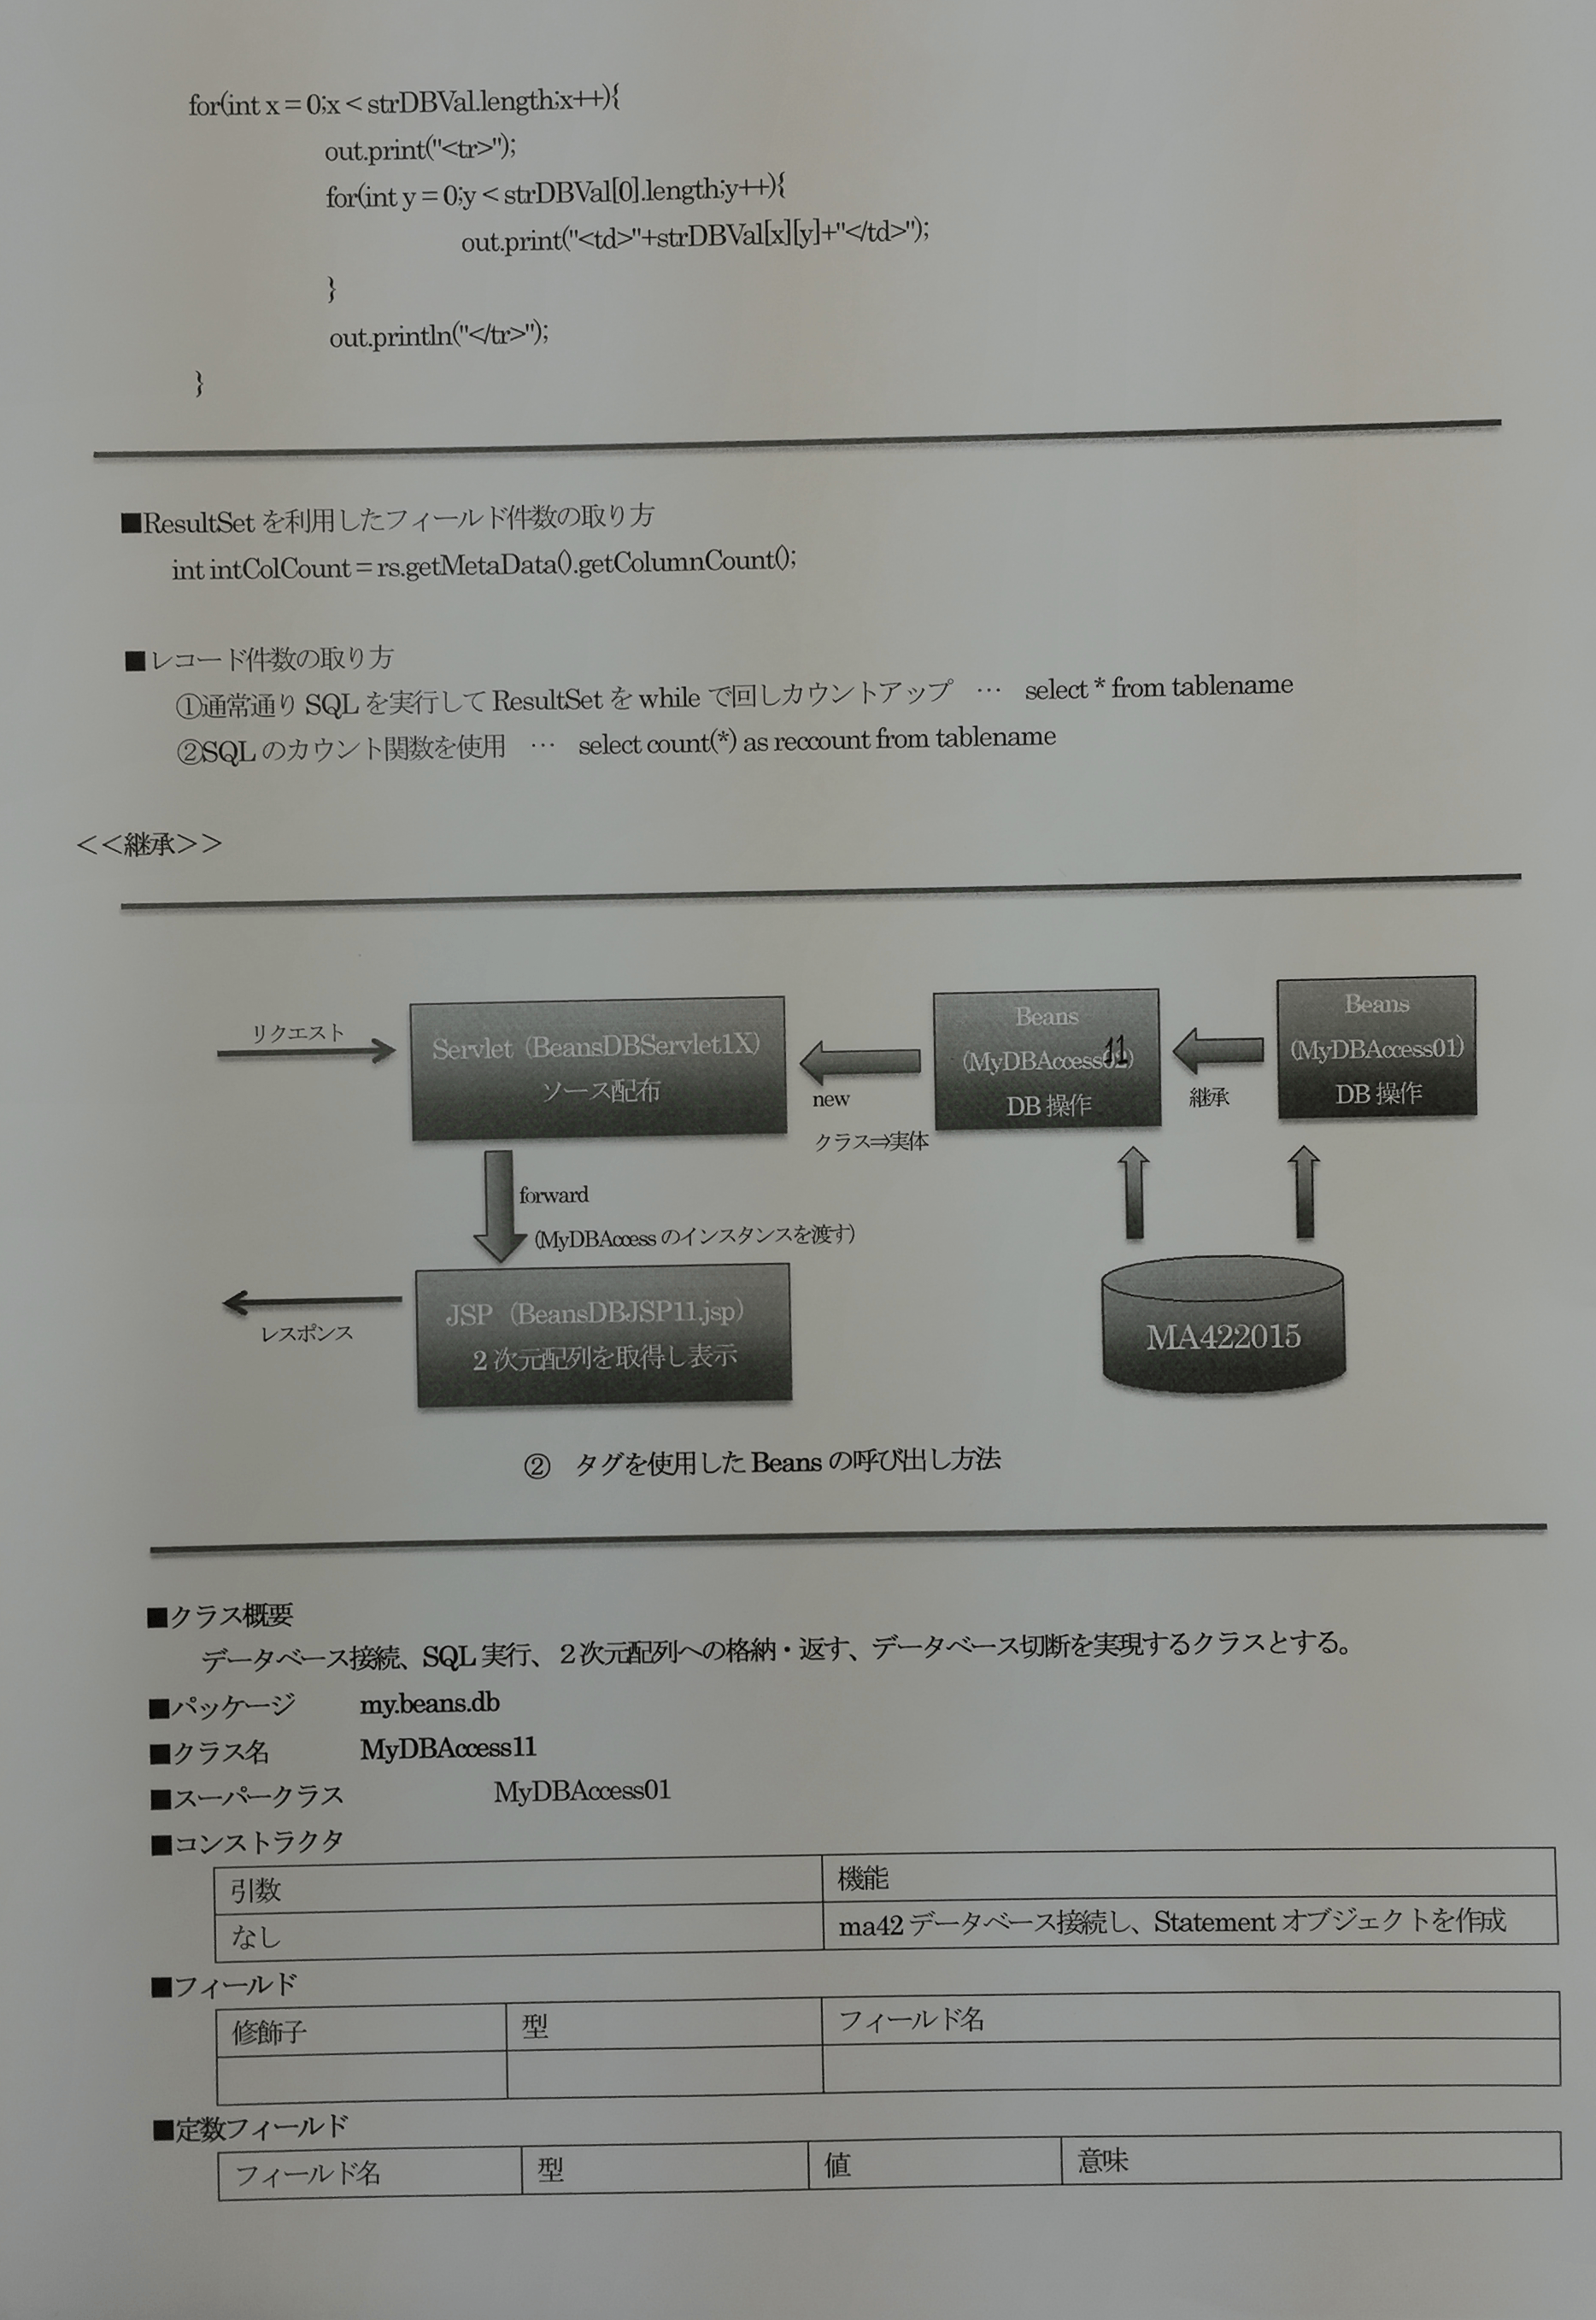 for(int x = 0;x < strDBVal.length;x++){
out.print("<tr>");
for(int y = 0;y < strDBVal[0].length;y++){
out.print("<td>"+strDBVal[x][y]+"</td>");
}
out.println("</tr>");
}
■ResultSet を利用したフィールド件数の取り方
int intColCount = rs.getMetaData().getColumnCount();
■レコード件数の取り方
①通常通り SQL を実行して ResultSet を while で回しカウントアップ … select * from tablename
②SQL のカウント関数を使用 … select count(*) as reccount from tablename
<<継承>>
リクエスト
Servlet (BeansDBServlet1X)
ソース配布
new
クラス⇒実体
Beans
(MyDBAccess11)
DB 操作
継承
Beans
(MyDBAccess01)
DB 操作
forward
(MyDBAccess のインスタンスを渡す)
レスポンス
JSP (BeansDBJSP11.jsp)
2 次元配列を取得し表示
MA422015
② タグを使用した Beans の呼び出し方法
■クラス概要
データベース接続、SQL 実行、2次元配列への格納・返す、データベース切断を実現するクラスとする。
■パッケージ my.beans.db
■クラス名 MyDBAccess11
■スーパークラス MyDBAccess01
■コンストラクタ
引数 機能
なし ma42 データベース接続し、Statement オブジェクトを作成
■フィールド
修飾子 型 フィールド名
■定数フィールド
フィールド名 型 値 意味